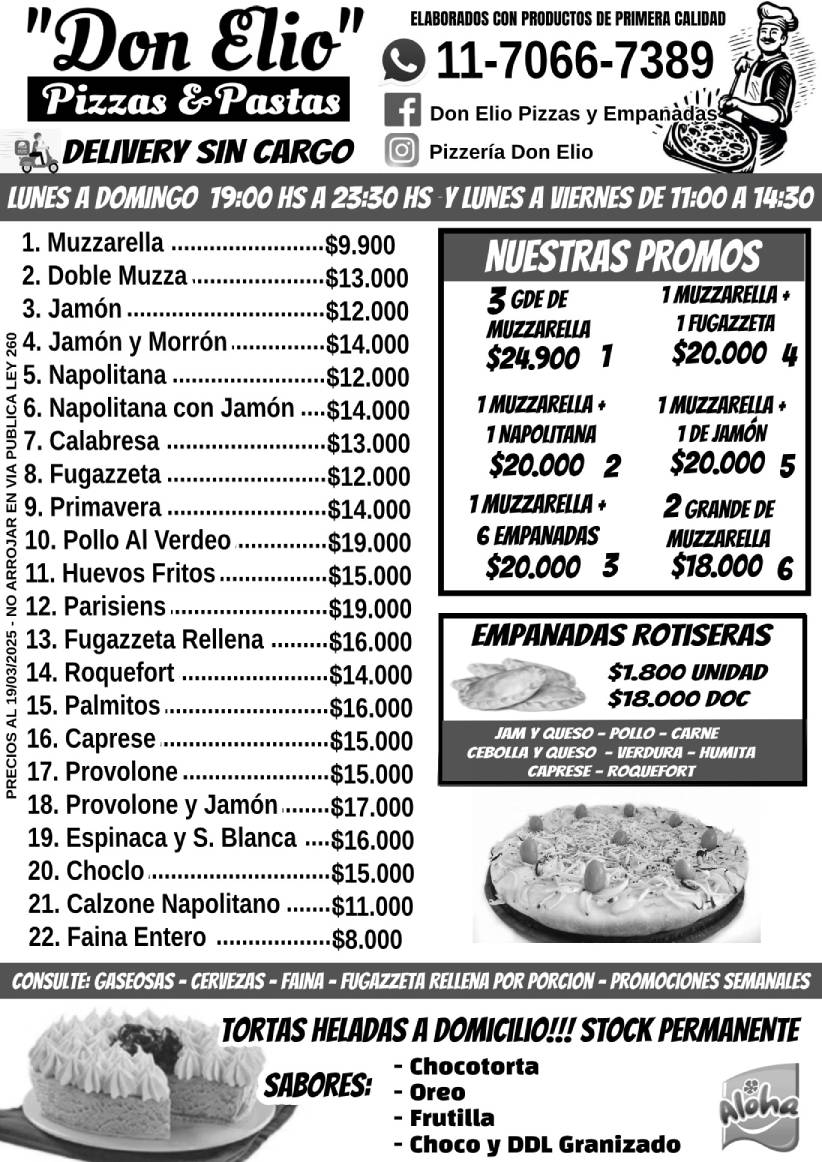 "Don Elio"
Pizzas & Pastas
DELIVERY SIN CARGO
ELABORADOS CON PRODUCTOS DE PRIMERA CALIDAD
11-7066-7389
Don Elio Pizzas y Empanadas
Pizzería Don Elio
LUNES A DOMINGO 19:00 HS A 23:30 HS - Y LUNES A VIERNES DE 11:00 A 14:30
PRECIOS AL 19/03/2025 - NO ARROJAR EN VIA PUBLICA LEY 260
1. Muzzarella ........................$9.900
2. Doble Muzza .....................$13.000
3. Jamón ...............................$12.000
4. Jamón y Morrón...............$14.000
5. Napolitana ........................$12.000
6. Napolitana con Jamón ....$14.000
7. Calabresa .........................$13.000
8. Fugazzeta .........................$12.000
9. Primavera ..........................$14.000
10. Pollo Al Verdeo ..............$19.000
11. Huevos Fritos.................$15.000
12. Parisiens ........................$19.000
13. Fugazzeta Rellena .........$16.000
14. Roquefort .......................$14.000
15. Palmitos .........................$16.000
16. Caprese ..........................$15.000
17. Provolone .......................$15.000
18. Provolone y Jamón .......$17.000
19. Espinaca y S. Blanca ....$16.000
20. Choclo ............................$15.000
21. Calzone Napolitano .......$11.000
22. Faina Entero ..................$8.000
NUESTRAS PROMOS
3 GDE DE
MUZZARELLA
$24.900 1
1 MUZZARELLA +
1 FUGAZZETA
$20.000 4
1 MUZZARELLA +
1 NAPOLITANA
$20.000 2
1 MUZZARELLA +
1 DE JAMÓN
$20.000 5
1 MUZZARELLA +
6 EMPANADAS
$20.000 3
2 GRANDE DE
MUZZARELLA
$18.000 6
EMPANADAS ROTISERAS
$1.800 UNIDAD
$18.000 DOC
JAM Y QUESO - POLLO - CARNE
CEBOLLA Y QUESO - VERDURA - HUMITA
CAPRESE - ROQUEFORT
CONSULTE: GASEOSAS - CERVEZAS - FAINA - FUGAZZETA RELLENA POR PORCION - PROMOCIONES SEMANALES
TORTAS HELADAS A DOMICILIO!!! STOCK PERMANENTE
SABORES:
- Chocotorta
- Oreo
- Frutilla
- Choco y DDL Granizado
Aloha